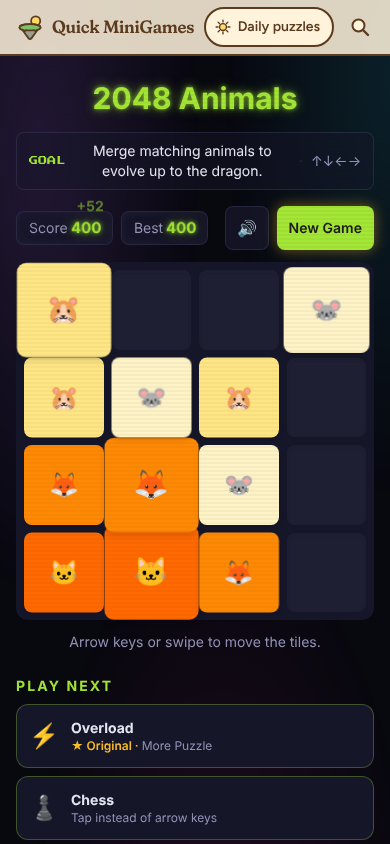 Quick MiniGames
Daily puzzles
2048 Animals
GOAL
Merge matching animals to
evolve up to the dragon.
↑↓←→
+52
Score 400
Best 400
New Game
Arrow keys or swipe to move the tiles.
PLAY NEXT
Overload
★ Original · More Puzzle
Chess
Tap instead of arrow keys